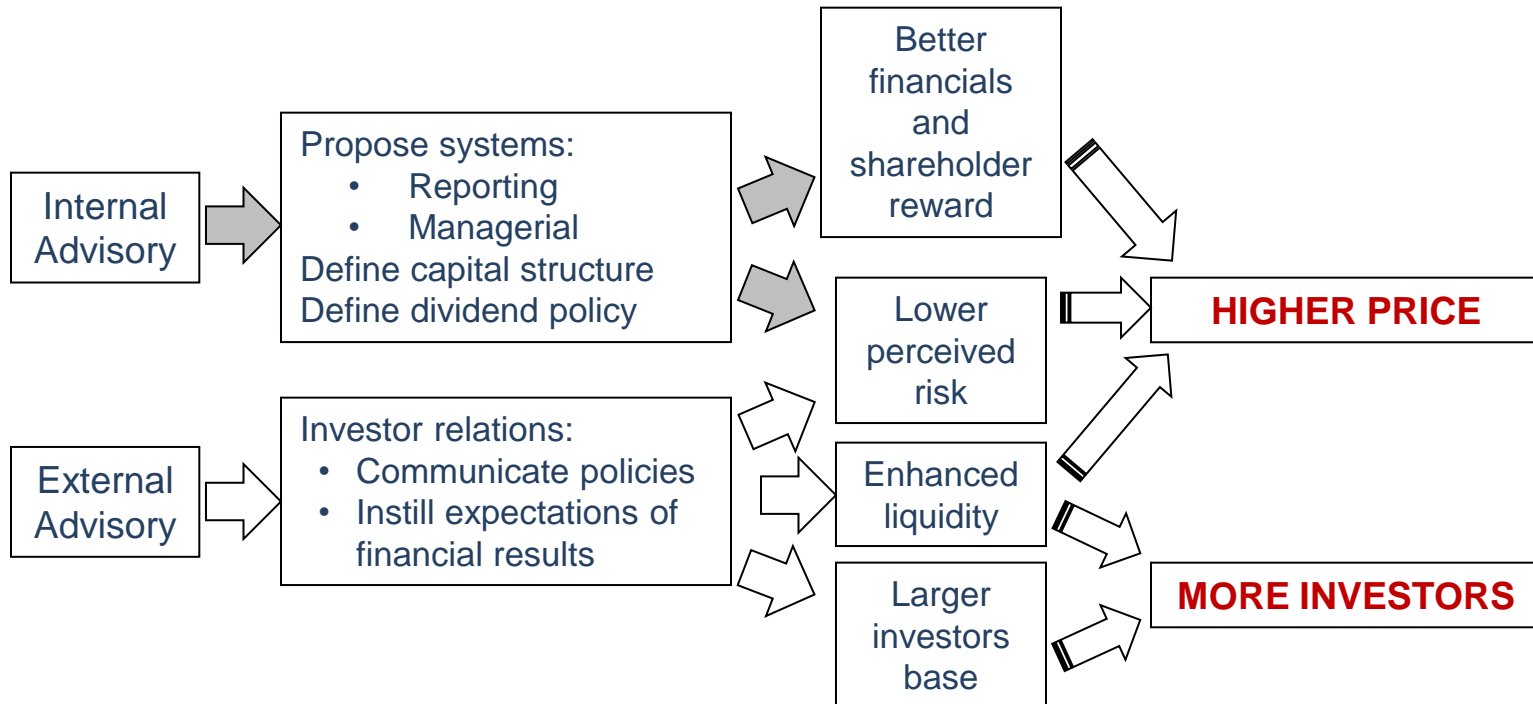 Internal
Advisory
Propose systems:
• Reporting
• Managerial
Define capital structure
Define dividend policy
Better
financials
and
shareholder
reward
Lower
perceived
risk
HIGHER PRICE
External
Advisory
Investor relations:
• Communicate policies
• Instill expectations of
financial results
Enhanced
liquidity
Larger
investors
base
MORE INVESTORS